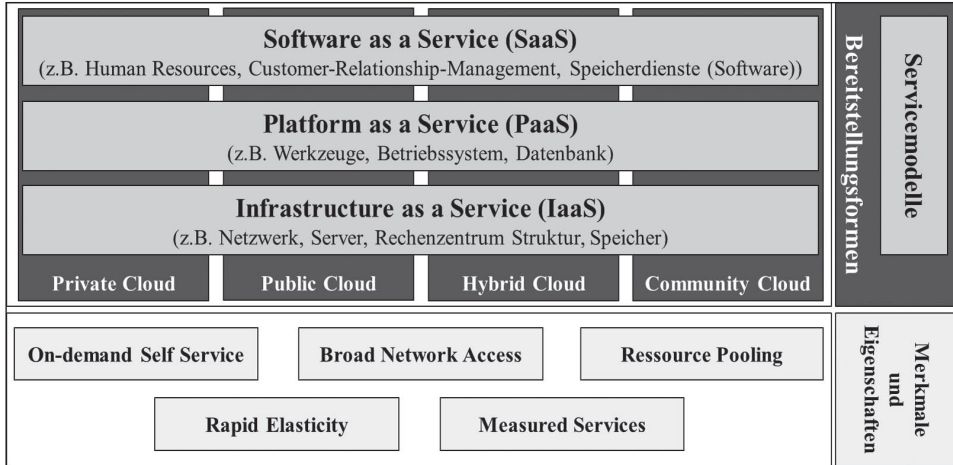 Software as a Service (SaaS)
(z.B. Human Resources, Customer-Relationship-Management, Speicherdienste (Software))
Platform as a Service (PaaS)
(z.B. Werkzeuge, Betriebssystem, Datenbank)
Infrastructure as a Service (IaaS)
(z.B. Netzwerk, Server, Rechenzentrum Struktur, Speicher)
Private Cloud
Public Cloud
Hybrid Cloud
Community Cloud
Bereitstellungsformen
Servicemodelle
On-demand Self Service
Broad Network Access
Ressource Pooling
Rapid Elasticity
Measured Services
Merkmale
und
Eigenschaften